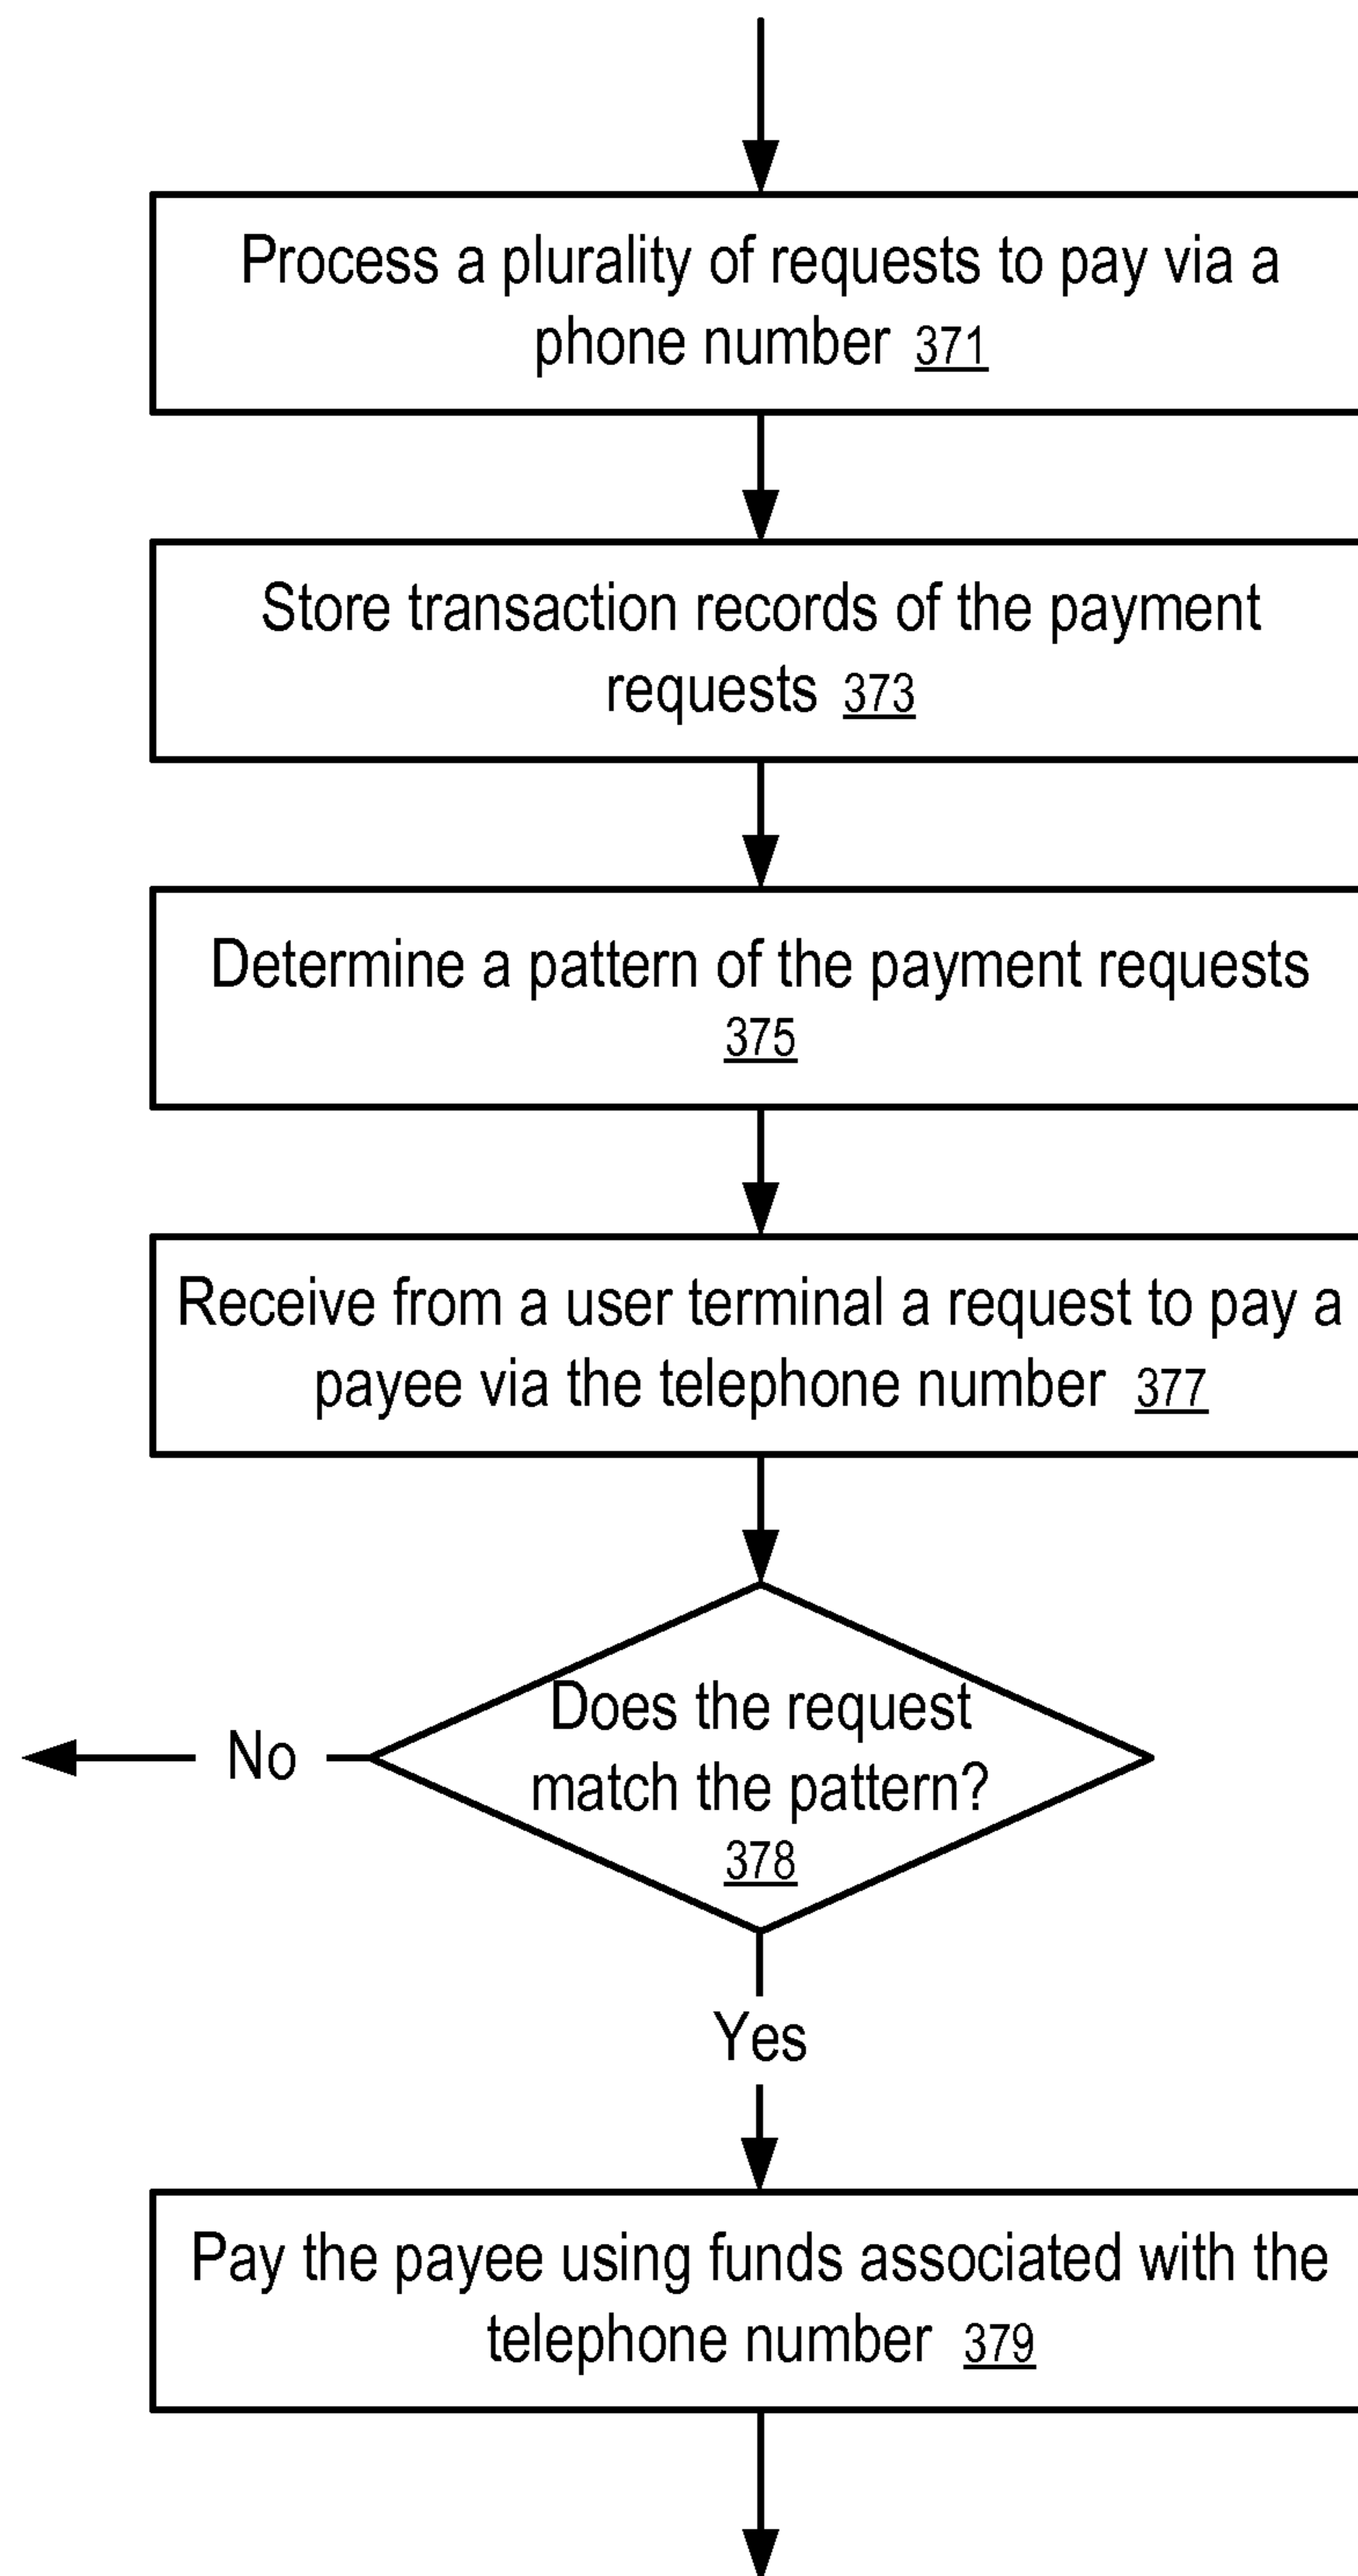 Process a plurality of requests to pay via a
phone number 371
Store transaction records of the payment
requests 373
Determine a pattern of the payment requests
375
Receive from a user terminal a request to pay a
payee via the telephone number 377
Does the request
match the pattern?
378
No
Yes
Pay the payee using funds associated with the
telephone number 379